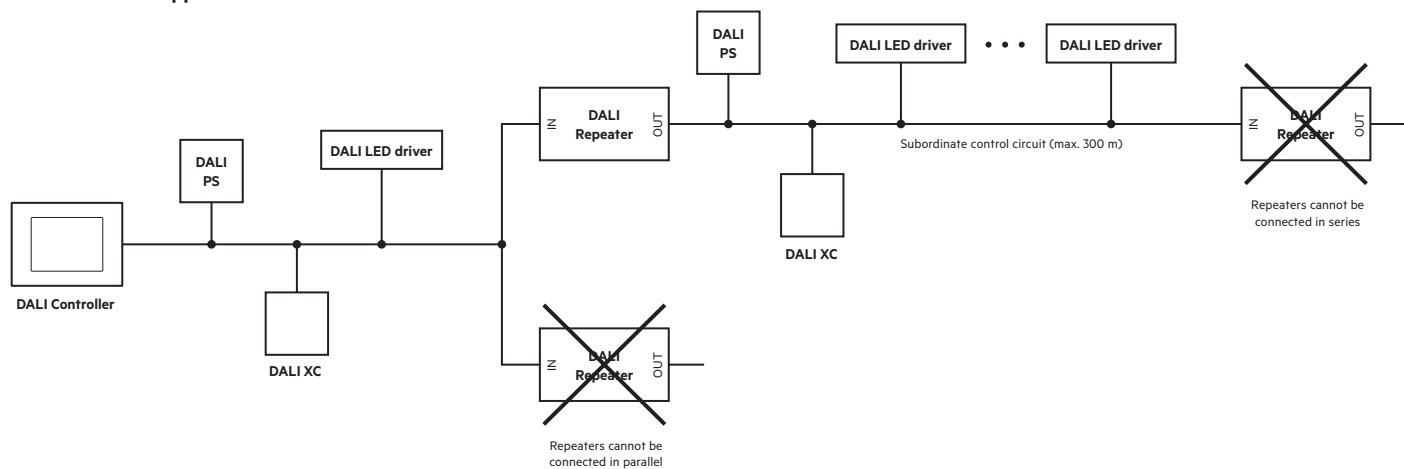 DALI
PS
DALI LED driver
DALI LED driver
IN
DALI
Repeater
OUT
Subordinate control circuit (max. 300 m)
IN
DALI
Repeater
OUT
Repeaters cannot be
connected in series
DALI XC
DALI LED driver
DALI
PS
DALI Controller
DALI XC
IN
DALI
Repeater
OUT
Repeaters cannot be
connected in parallel